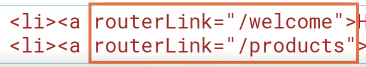 <li><a routerLink="/welcome">
<li><a routerLink="/products">